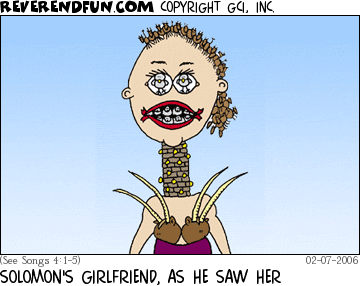 REVERENDFUN.COM COPYRIGHT GCI, INC.
(See Songs 4:1-5) 02-07-2006
SOLOMON'S GIRLFRIEND, AS HE SAW HER